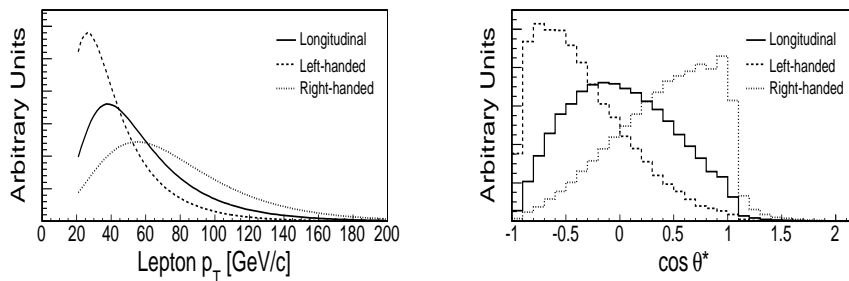 Arbitrary Units
Longitudinal
Left-handed
Right-handed
0 20 40 60 80 100 120 140 160 180 200
Lepton p_T [GeV/c]
Arbitrary Units
Longitudinal
Left-handed
Right-handed
-1 -0.5 0 0.5 1 1.5 2
cos θ*